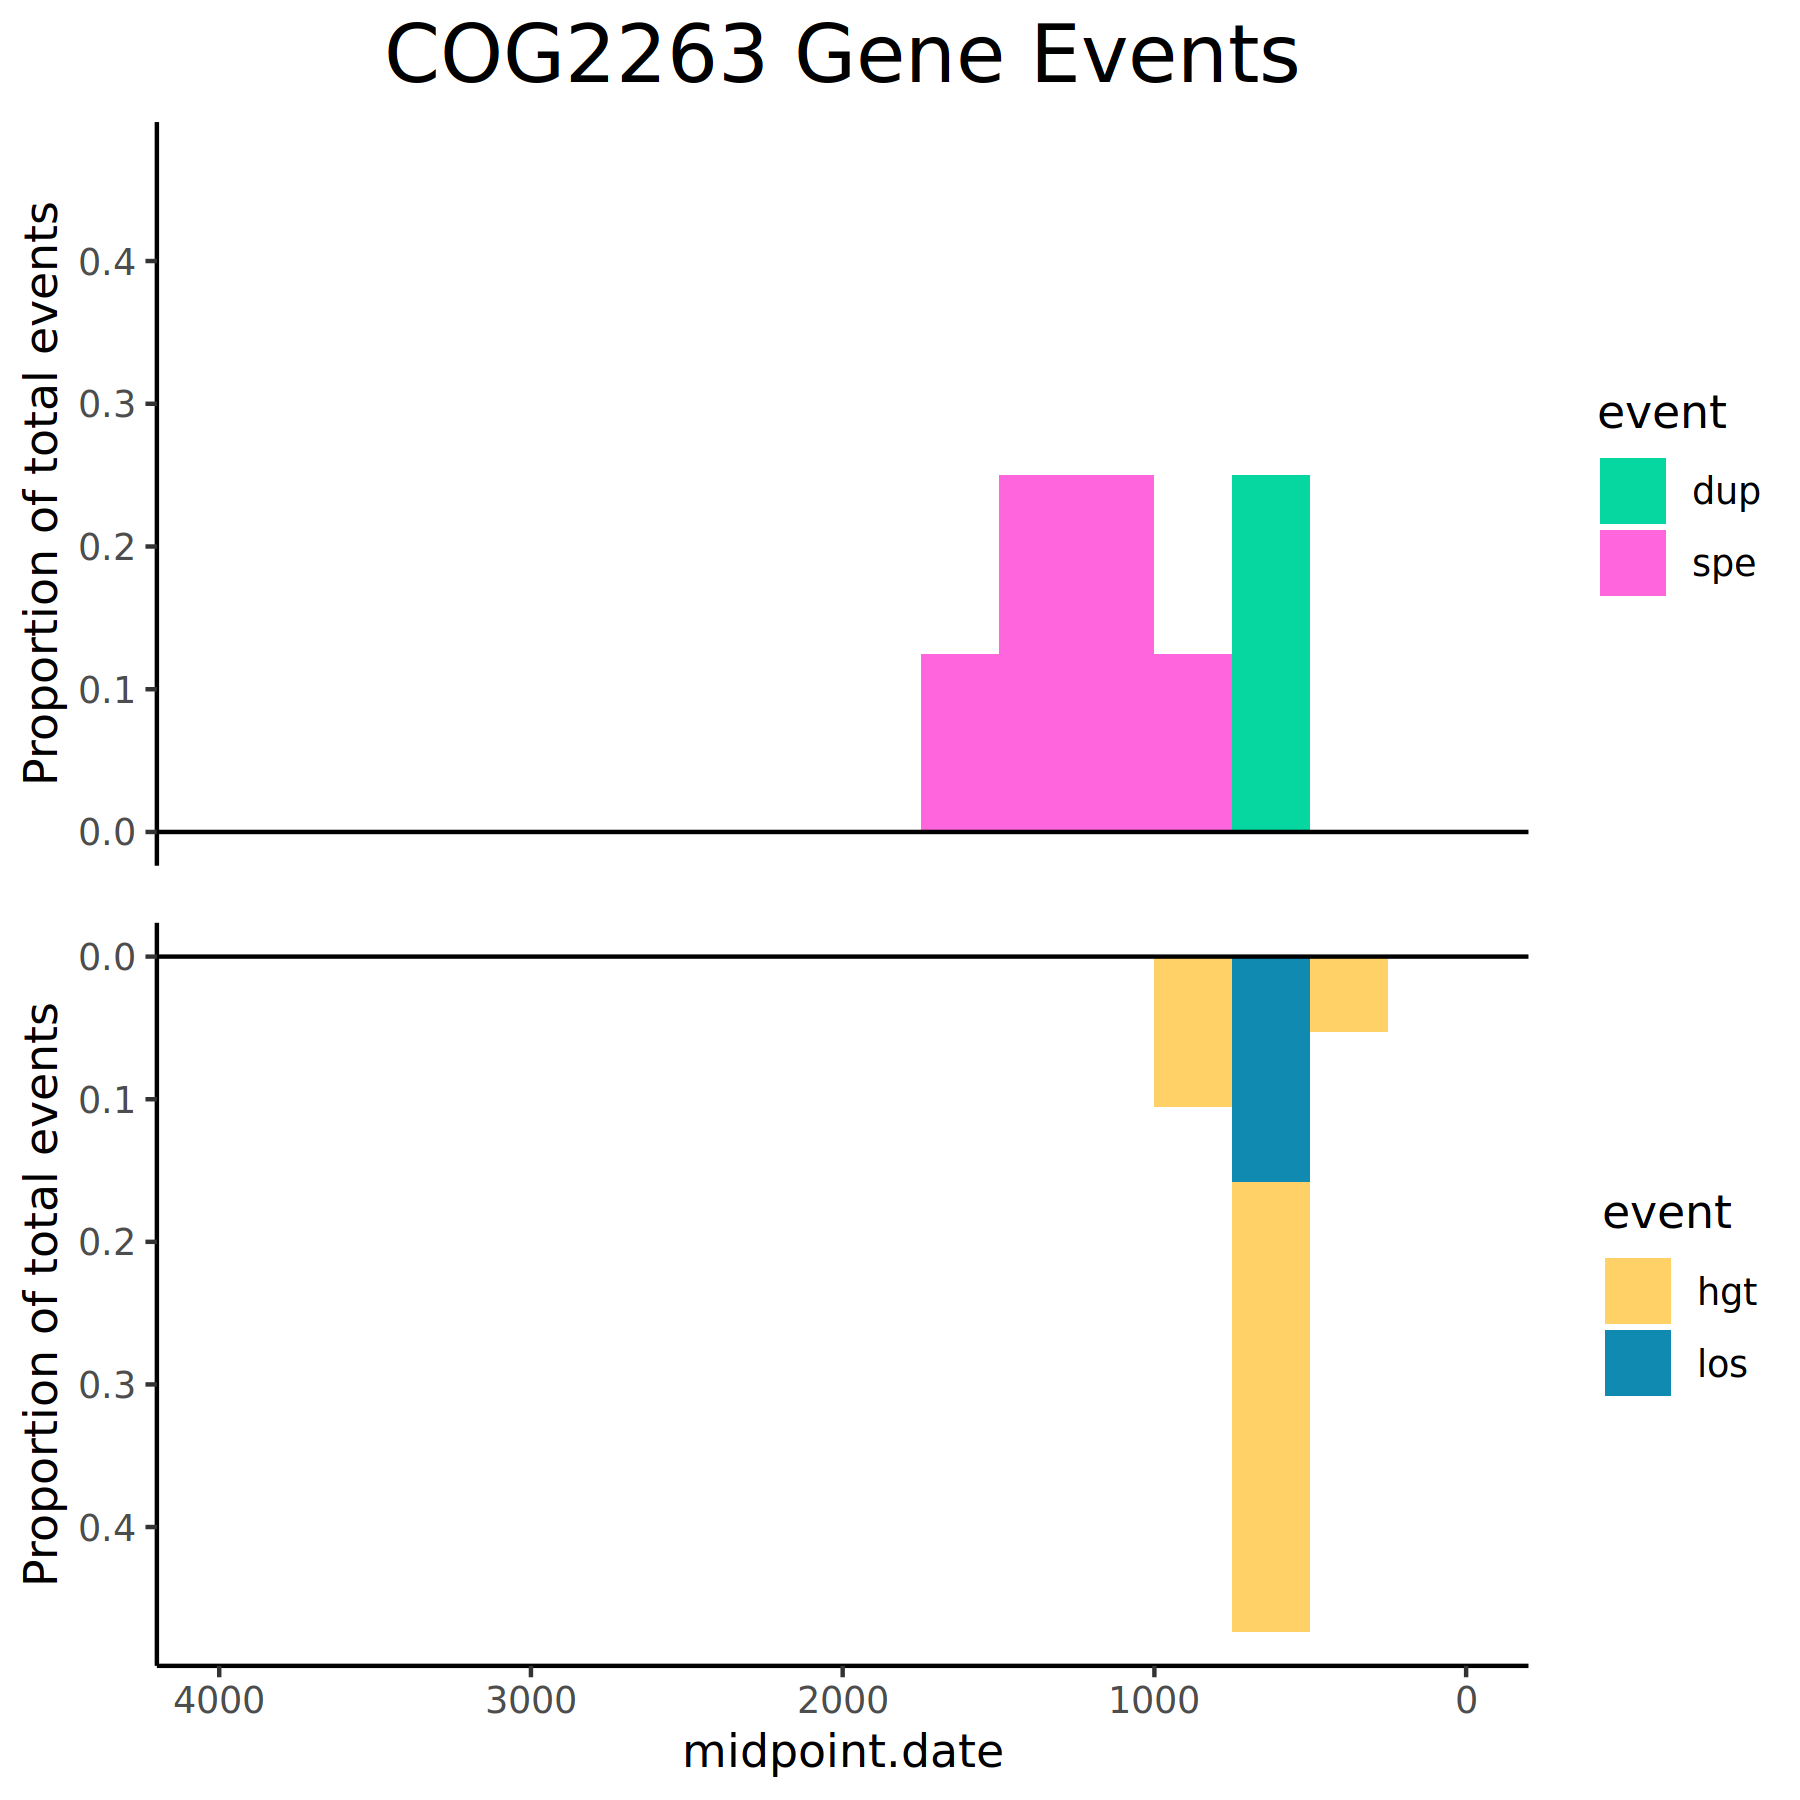 COG2263 Gene Events
Proportion of total events
0.4
0.3
0.2
0.1
0.0
event
dup
spe
Proportion of total events
0.0
0.1
0.2
0.3
0.4
event
hgt
los
4000 3000 2000 1000 0
midpoint.date